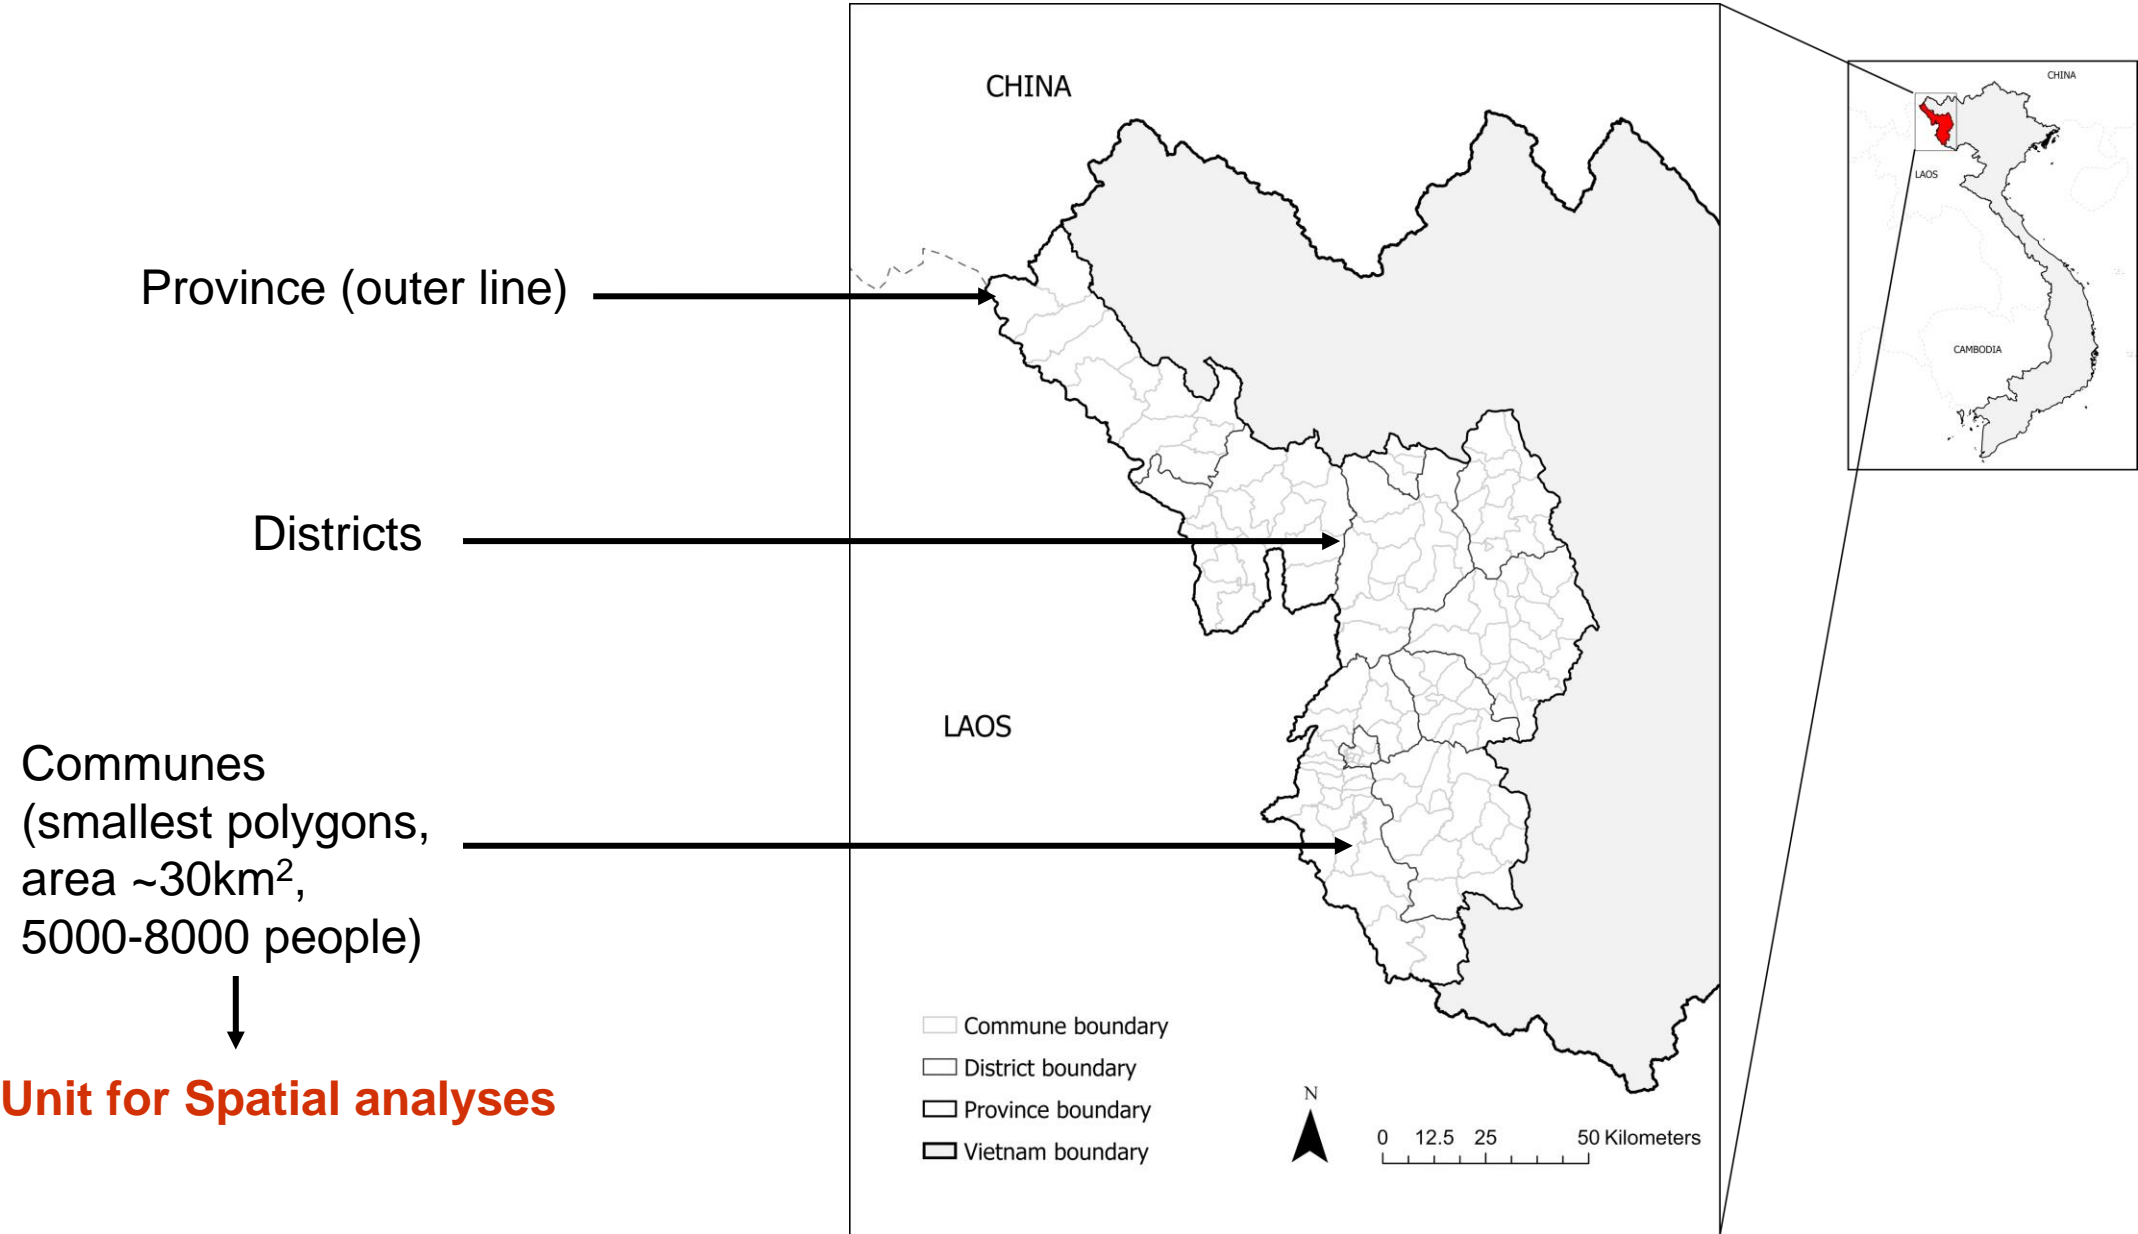 Province (outer line)
Districts
Communes
(smallest polygons,
area ~30km²,
5000-8000 people)
Unit for Spatial analyses
CHINA
LAOS
Commune boundary
District boundary
Province boundary
Vietnam boundary
N
0 12.5 25 50 Kilometers
CHINA
LAOS
CAMBODIA